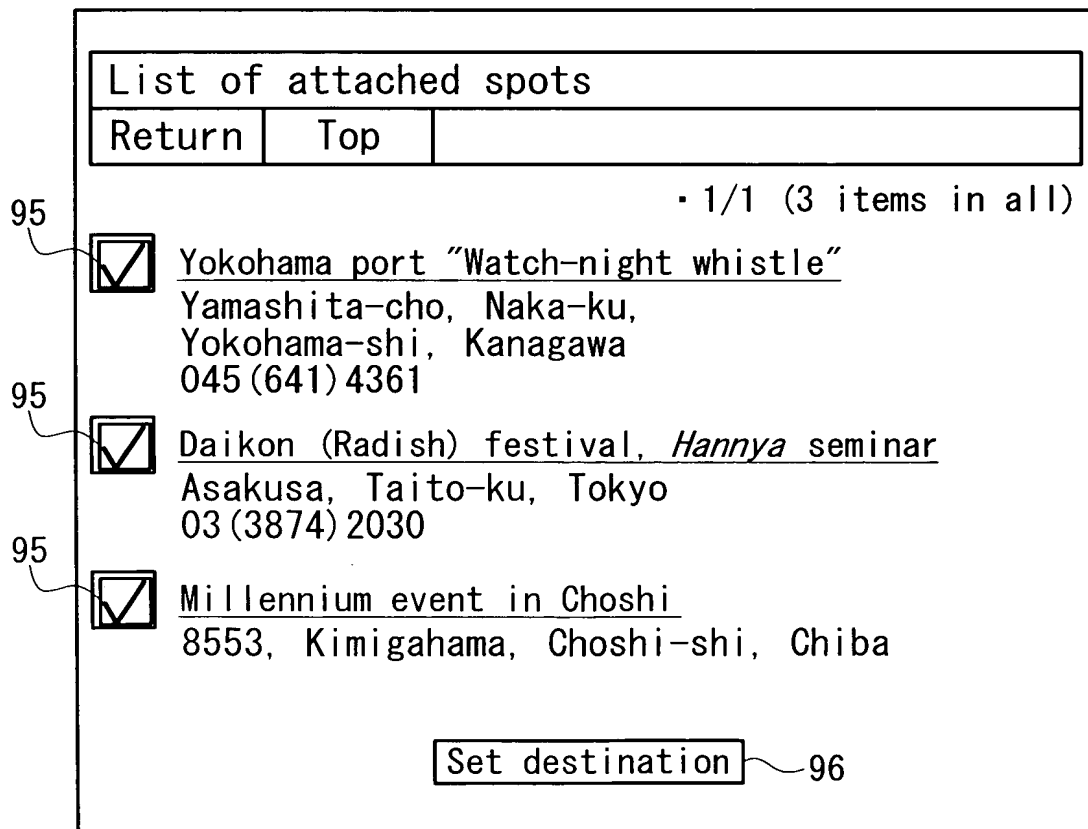 List of attached spots
Return Top
・1/1 (3 items in all)
95
Yokohama port "Watch-night whistle"
Yamashita-cho, Naka-ku,
Yokohama-shi, Kanagawa
045(641)4361
95
Daikon (Radish) festival, Hannya seminar
Asakusa, Taito-ku, Tokyo
03(3874)2030
95
Millennium event in Choshi
8553, Kimigahama, Choshi-shi, Chiba
Set destination 96